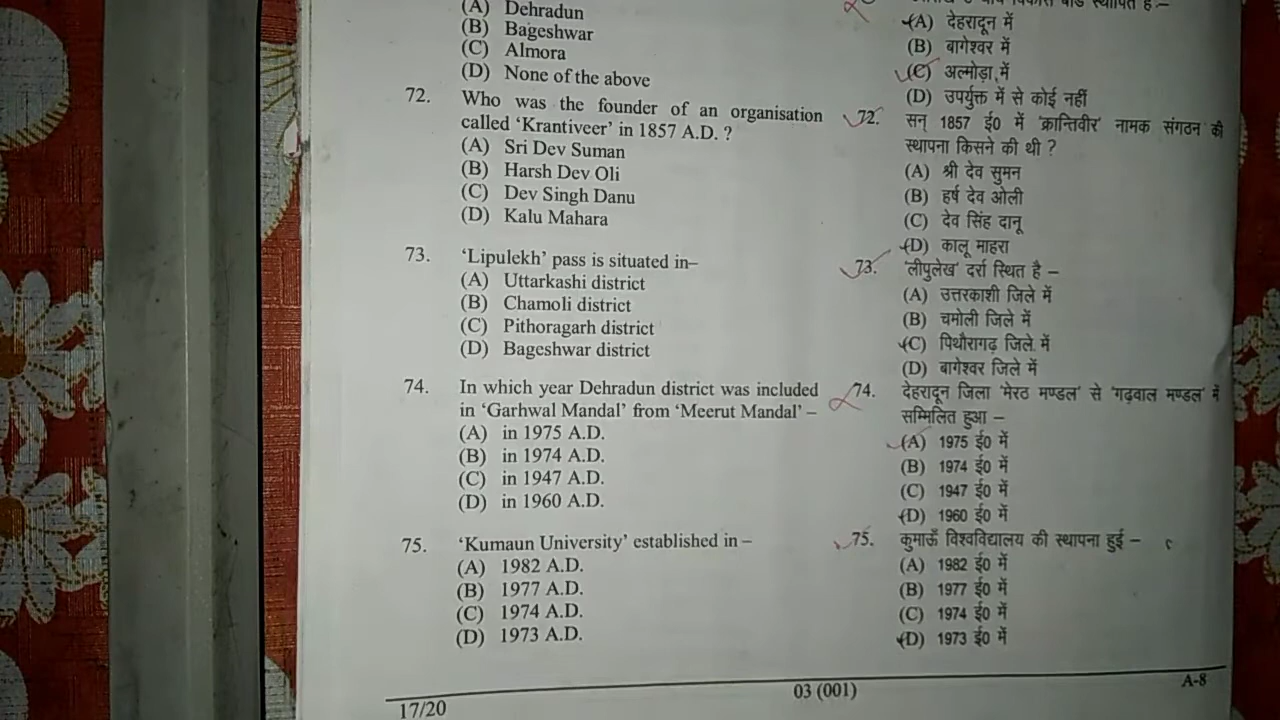 (A) Dehradun
(B) Bageshwar
(C) Almora
(D) None of the above
72. Who was the founder of an organisation
called ‘Krantiveer’ in 1857 A.D. ?
(A) Sri Dev Suman
(B) Harsh Dev Oli
(C) Dev Singh Danu
(D) Kalu Mahara
73. ‘Lipulekh’ pass is situated in–
(A) Uttarkashi district
(B) Chamoli district
(C) Pithoragarh district
(D) Bageshwar district
74. In which year Dehradun district was included
in ‘Garhwal Mandal’ from ‘Meerut Mandal’ –
(A) in 1975 A.D.
(B) in 1974 A.D.
(C) in 1947 A.D.
(D) in 1960 A.D.
75. ‘Kumaun University’ established in –
(A) 1982 A.D.
(B) 1977 A.D.
(C) 1974 A.D.
(D) 1973 A.D.
स्थापित है :–
(A) देहरादून में
(B) बागेश्वर में
(C) अल्मोड़ा में
(D) उपर्युक्त में से कोई नहीं
72. सन् 1857 ई0 में ‘क्रान्तिवीर’ नामक संगठन की
स्थापना किसने की थी ?
(A) श्री देव सुमन
(B) हर्ष देव ओली
(C) देव सिंह दानू
(D) कालू माहरा
73. ‘लीपुलेख’ दर्रा स्थित है –
(A) उत्तरकाशी जिले में
(B) चमोली जिले में
(C) पिथौरागढ़ जिले में
(D) बागेश्वर जिले में
74. देहरादून जिला ‘मेरठ मण्डल’ से ‘गढ़वाल मण्डल’ में
सम्मिलित हुआ –
(A) 1975 ई0 में
(B) 1974 ई0 में
(C) 1947 ई0 में
(D) 1960 ई0 में
75. कुमाऊँ विश्वविद्यालय की स्थापना हुई –
(A) 1982 ई0 में
(B) 1977 ई0 में
(C) 1974 ई0 में
(D) 1973 ई0 में
17/20 03 (001) A-8